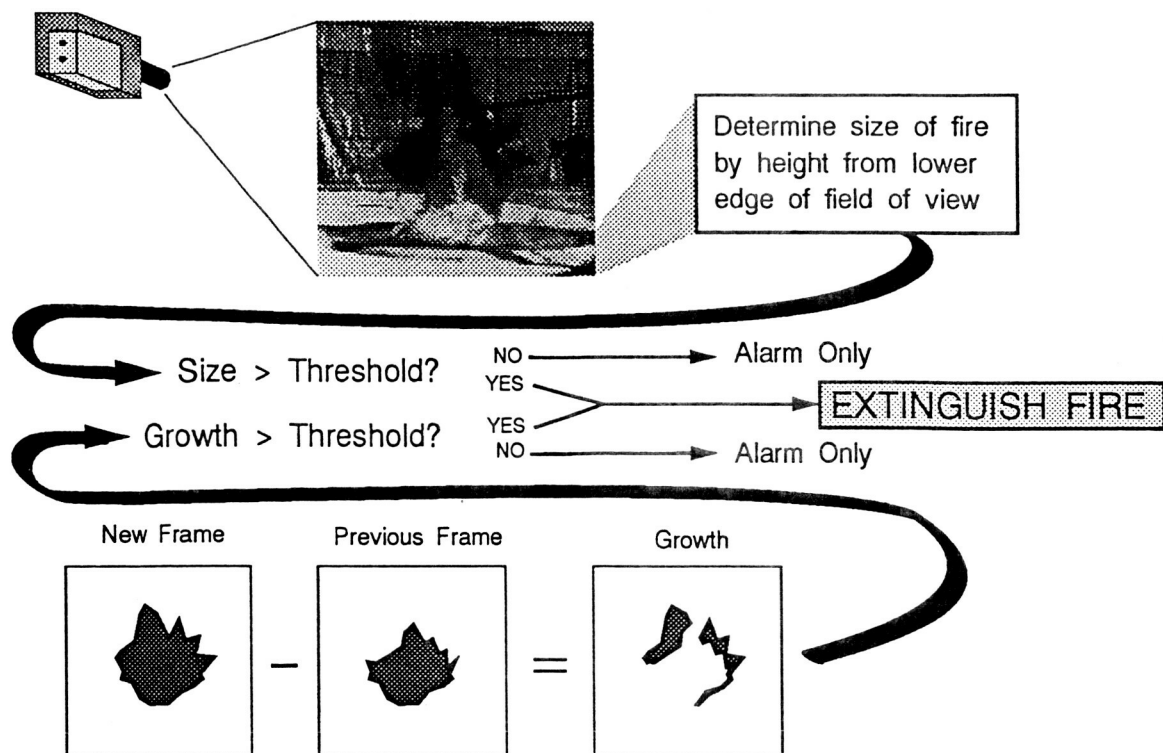 Determine size of fire
by height from lower
edge of field of view
Size > Threshold?
NO
Alarm Only
YES
EXTINGUISH FIRE
Growth > Threshold?
YES
NO
Alarm Only
New Frame
Previous Frame
Growth
–
=